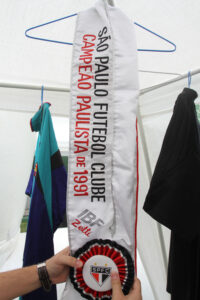 SÃO PAULO FUTEBOL CLUBE
CAMPEÃO PAULISTA DE 1991
IBF
Zetti
SPFC